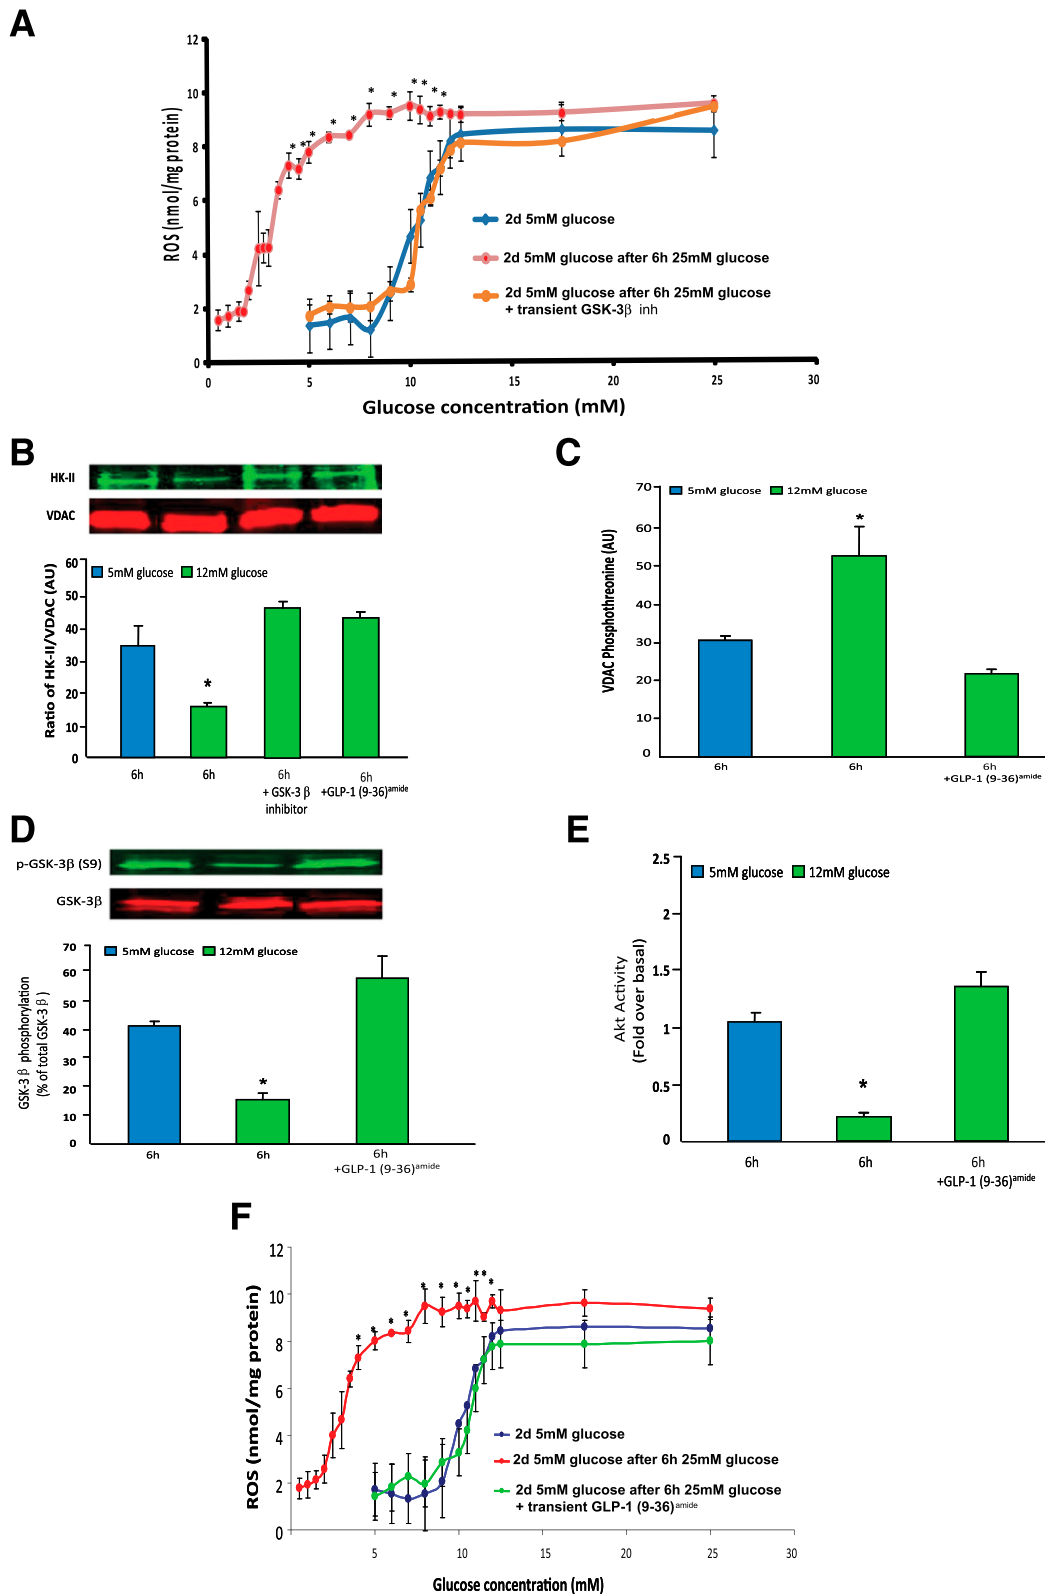 A
12
10
8
6
4
2
0
ROS (nmol/mg protein)
* * * * * * * * * * * *
2d 5mM glucose
2d 5mM glucose after 6h 25mM glucose
2d 5mM glucose after 6h 25mM glucose
+ transient GSK-3β inh
0 5 10 15 20 25 30
Glucose concentration (mM)
B
HK-II
VDAC
60
50
40
30
20
10
0
Ratio of HK-II/VDAC (AU)
5mM glucose 12mM glucose
*
6h 6h 6h 6h
+ GSK-3 β +GLP-1 (9-36)amide
inhibitor
C
70
60
50
40
30
20
10
0
VDAC Phosphothreonine (AU)
5mM glucose 12mM glucose
*
6h 6h 6h
+GLP-1 (9-36)amide
D
p-GSK-3β (S9)
GSK-3β
70
60
50
40
30
20
10
0
GSK-3 β phosphorylation
(% of total GSK-3 β )
5mM glucose 12mM glucose
*
6h 6h 6h
+GLP-1 (9-36)amide
E
2.5
2
1.5
1
0.5
0
Akt Activity
(Fold over basal)
5mM glucose 12mM glucose
*
6h 6h 6h
+GLP-1 (9-36)amide
F
12
10
8
6
4
2
0
ROS (nmol/mg protein)
* * * * * * * * * * *
2d 5mM glucose
2d 5mM glucose after 6h 25mM glucose
2d 5mM glucose after 6h 25mM glucose
+ transient GLP-1 (9-36)amide
5 10 15 20 25 30
Glucose concentration (mM)